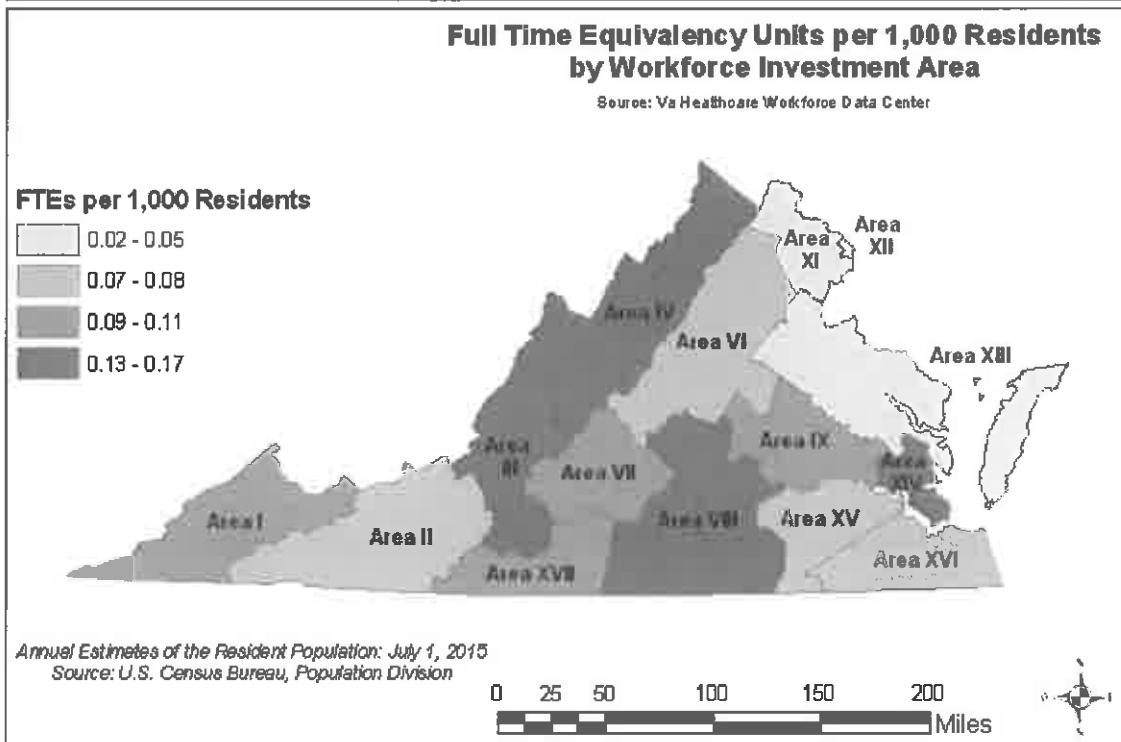 Full Time Equivalency Units per 1,000 Residents
by Workforce Investment Area
Source: Va Healthcare Workforce Data Center
FTEs per 1,000 Residents
0.02 - 0.05
0.07 - 0.08
0.09 - 0.11
0.13 - 0.17
Area
XII
Area
XI
Area IV
Area VI
Area XIII
Area
III
Area VII
Area IX
Area
XIV
Area I
Area II
Area VIII
Area XV
Area XVII
Area XVI
Annual Estimates of the Resident Population: July 1, 2015
Source: U.S. Census Bureau, Population Division
0 25 50 100 150 200
Miles